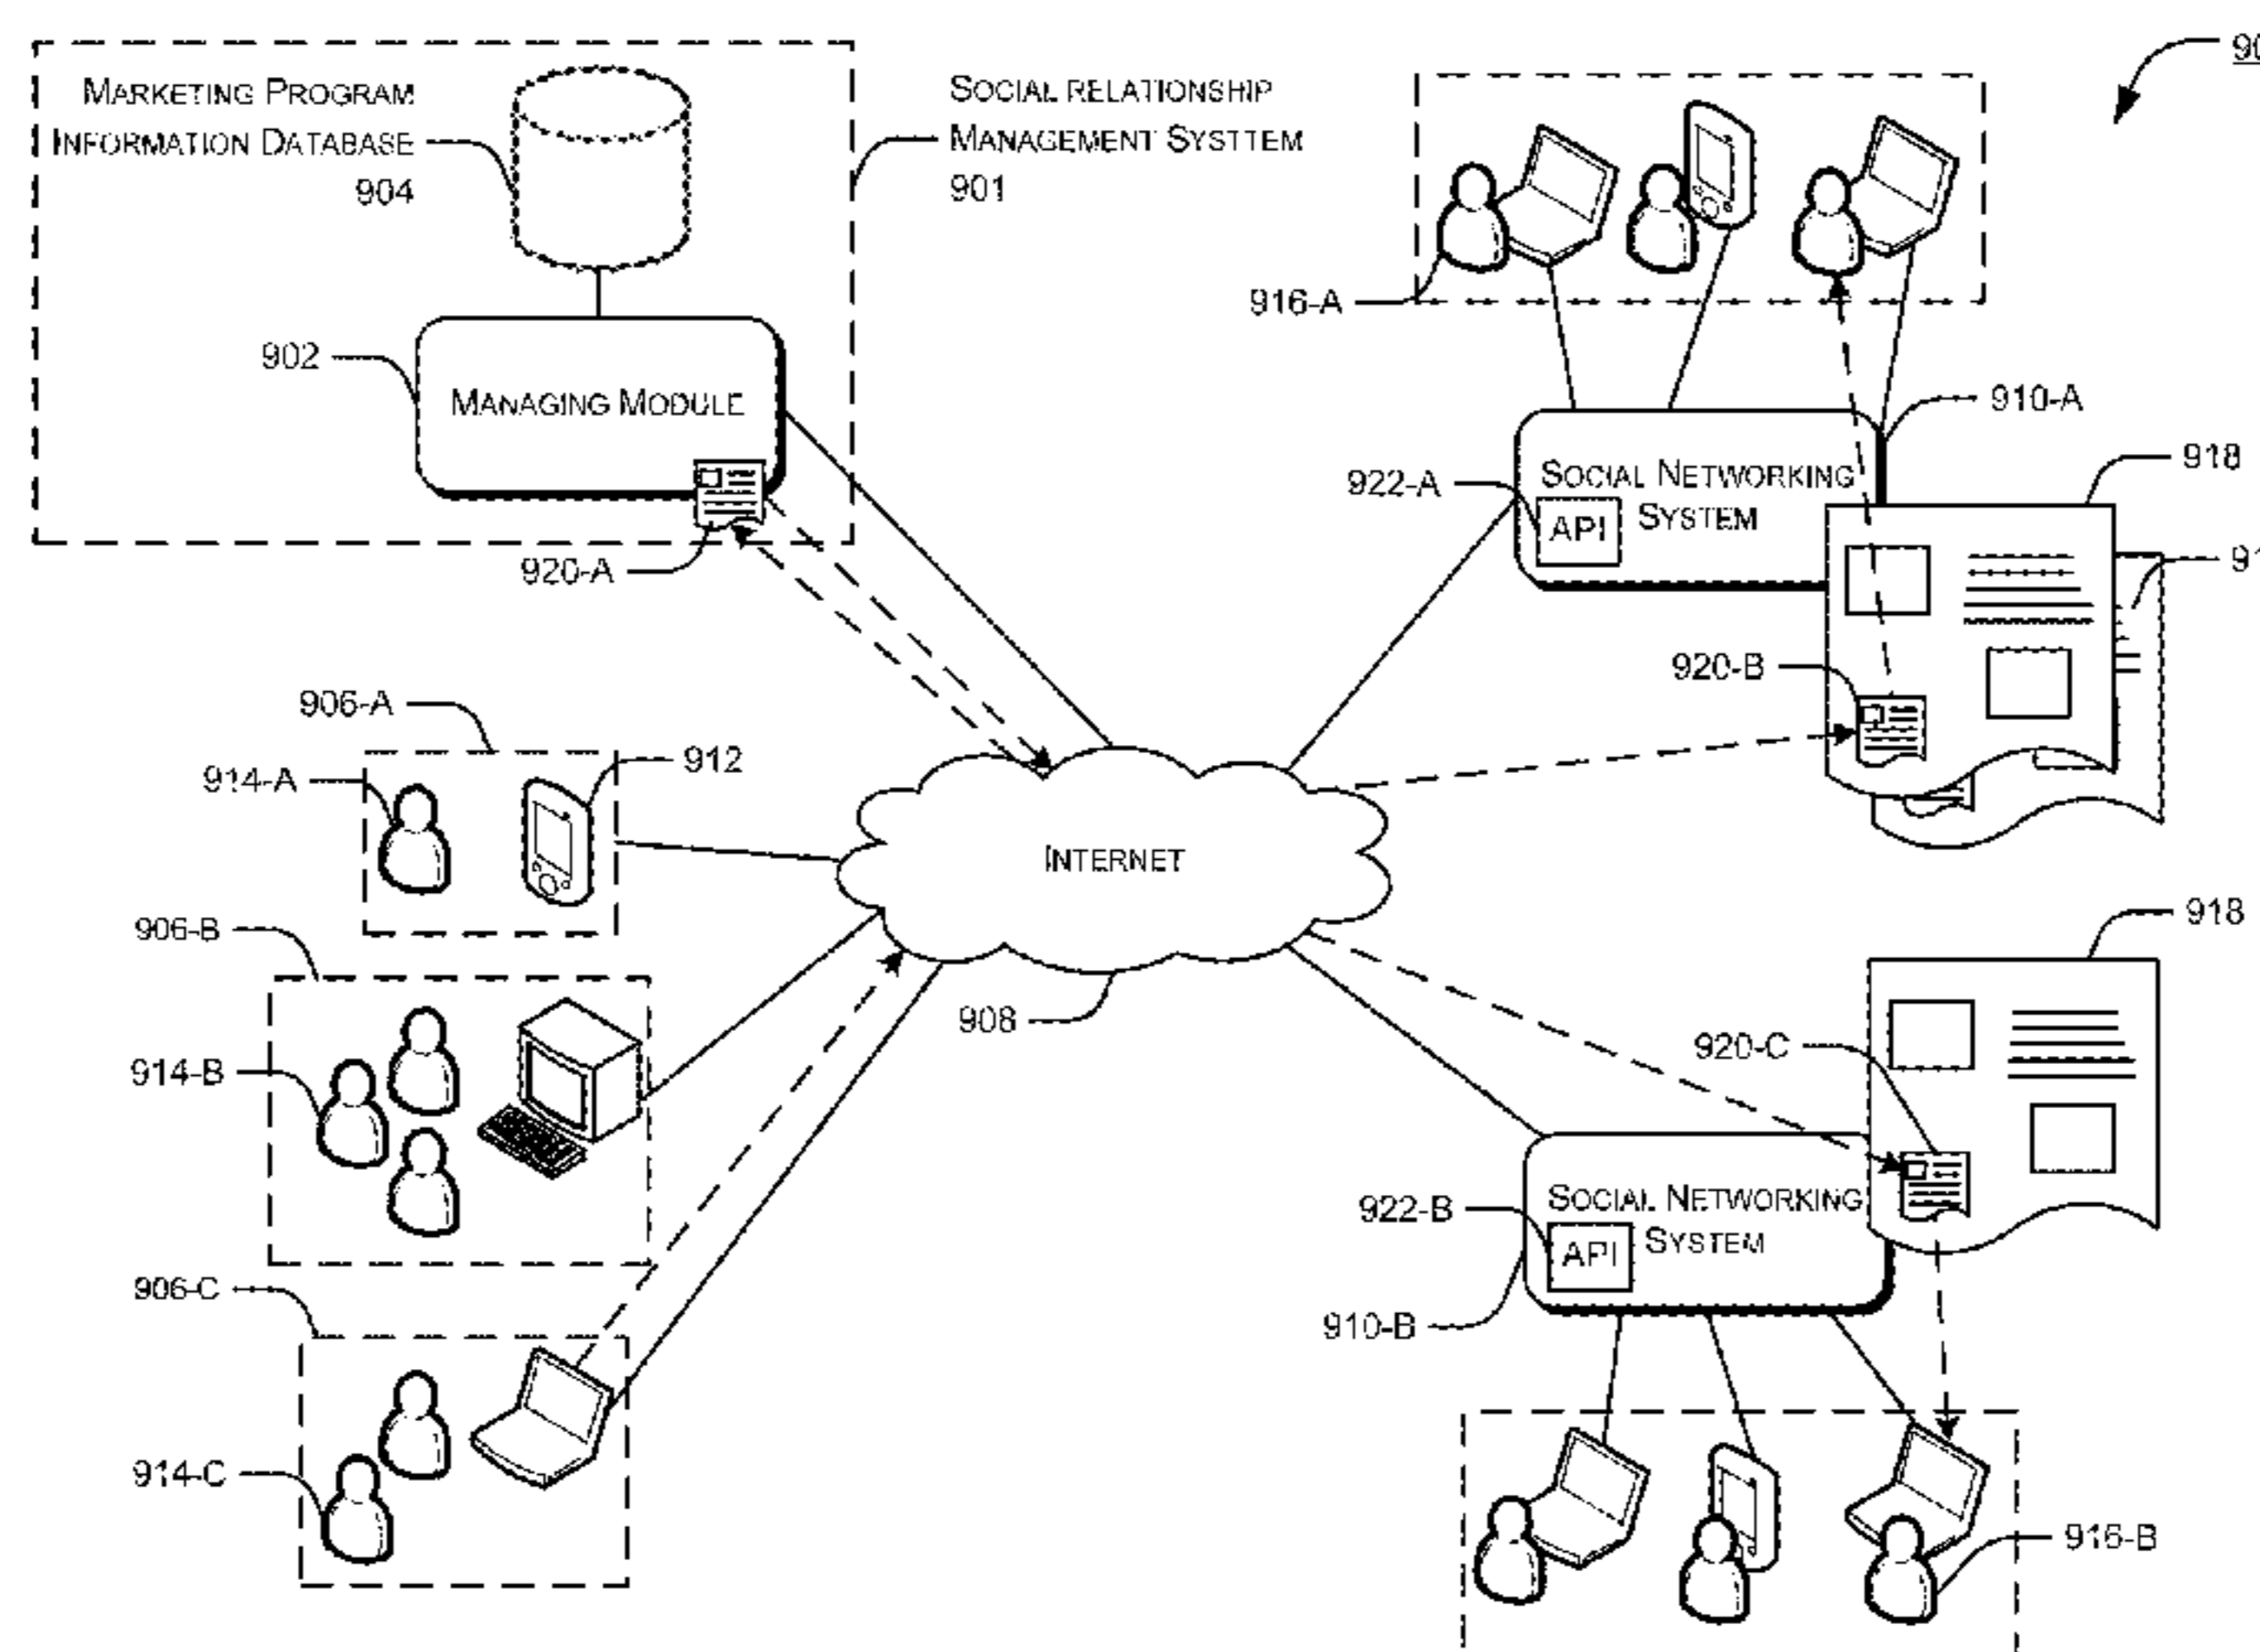 MARKETING PROGRAM
INFORMATION DATABASE
904
SOCIAL RELATIONSHIP
MANAGEMENT SYSTTEM
901
902
MANAGING MODULE
920-A
916-A
910-A
918
922-A
SOCIAL NETWORKING
SYSTEM
API
920-B
906-A
914-A
912
INTERNET
906-B
914-B
908
918
920-C
922-B
SOCIAL NETWORKING
SYSTEM
API
910-B
906-C
914-C
916-B